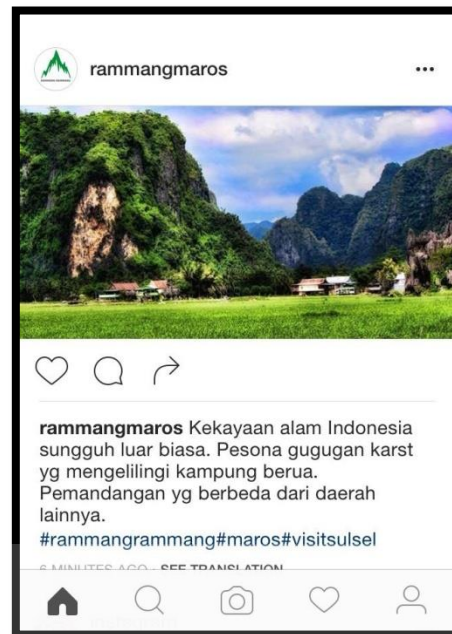 rammangmaros
rammangmaros Kekayaan alam Indonesia
sungguh luar biasa. Pesona gugugan karst
yg mengelilingi kampung berua.
Pemandangan yg berbeda dari daerah
lainnya.
#rammangrammang#maros#visitsulsel
6 MINUTES AGO · SEE TRANSLATION